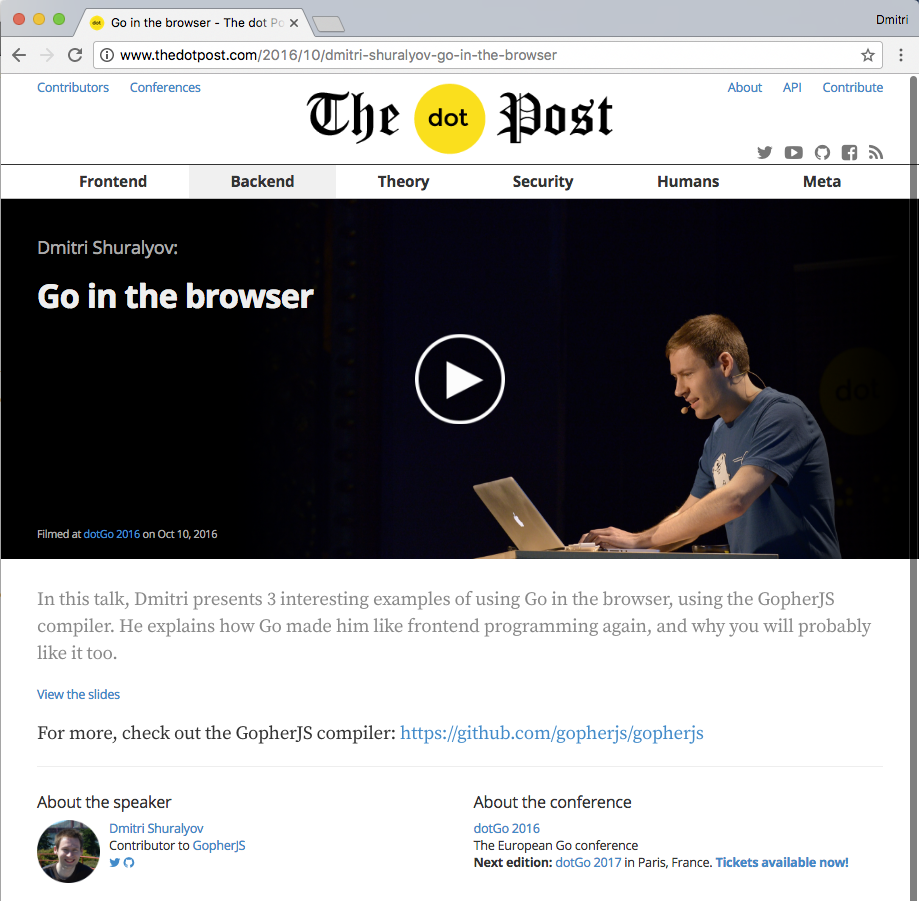 Go in the browser - The dot Po
Dmitri
www.thedotpost.com/2016/10/dmitri-shuralyov-go-in-the-browser
Contributors Conferences
About API Contribute
The dot Post
Frontend Backend Theory Security Humans Meta
Dmitri Shuralyov:
Go in the browser
dot
Filmed at dotGo 2016 on Oct 10, 2016
In this talk, Dmitri presents 3 interesting examples of using Go in the browser, using the GopherJS
compiler. He explains how Go made him like frontend programming again, and why you will probably
like it too.
View the slides
For more, check out the GopherJS compiler: https://github.com/gopherjs/gopherjs
About the speaker
Dmitri Shuralyov
Contributor to GopherJS
About the conference
dotGo 2016
The European Go conference
Next edition: dotGo 2017 in Paris, France. Tickets available now!